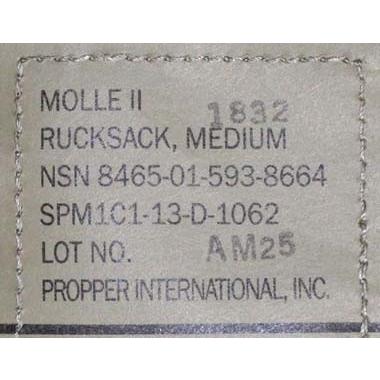 MOLLE II 1832
RUCKSACK, MEDIUM
NSN 8465-01-593-8664
SPM1C1-13-D-1062
LOT NO. AM25
PROPPER INTERNATIONAL, INC.